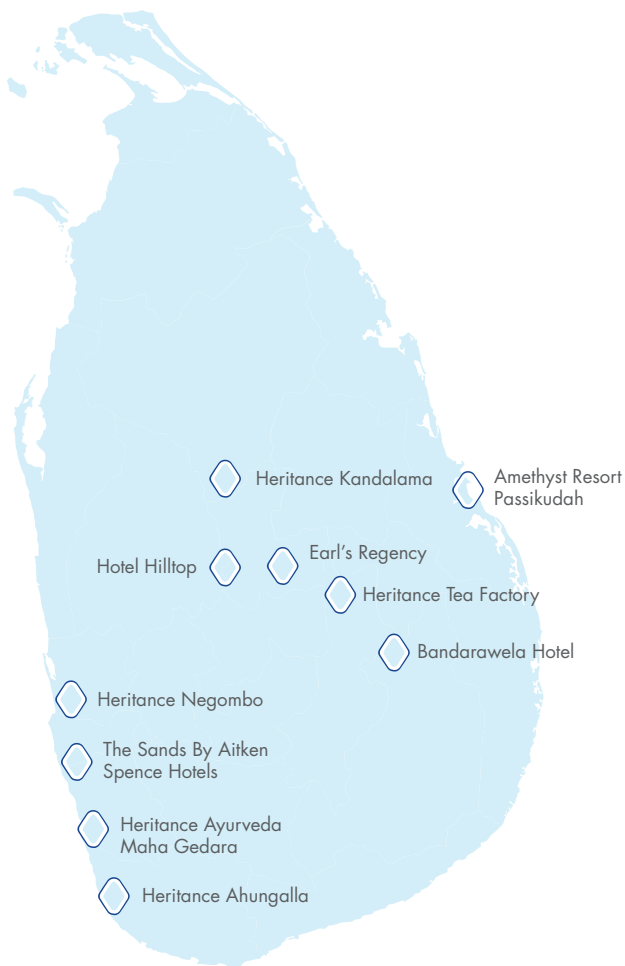 Heritance Kandalama
Amethyst Resort
Passikudah
Earl's Regency
Hotel Hilltop
Heritance Tea Factory
Bandarawela Hotel
Heritance Negombo
The Sands By Aitken
Spence Hotels
Heritance Ayurveda
Maha Gedara
Heritance Ahungalla